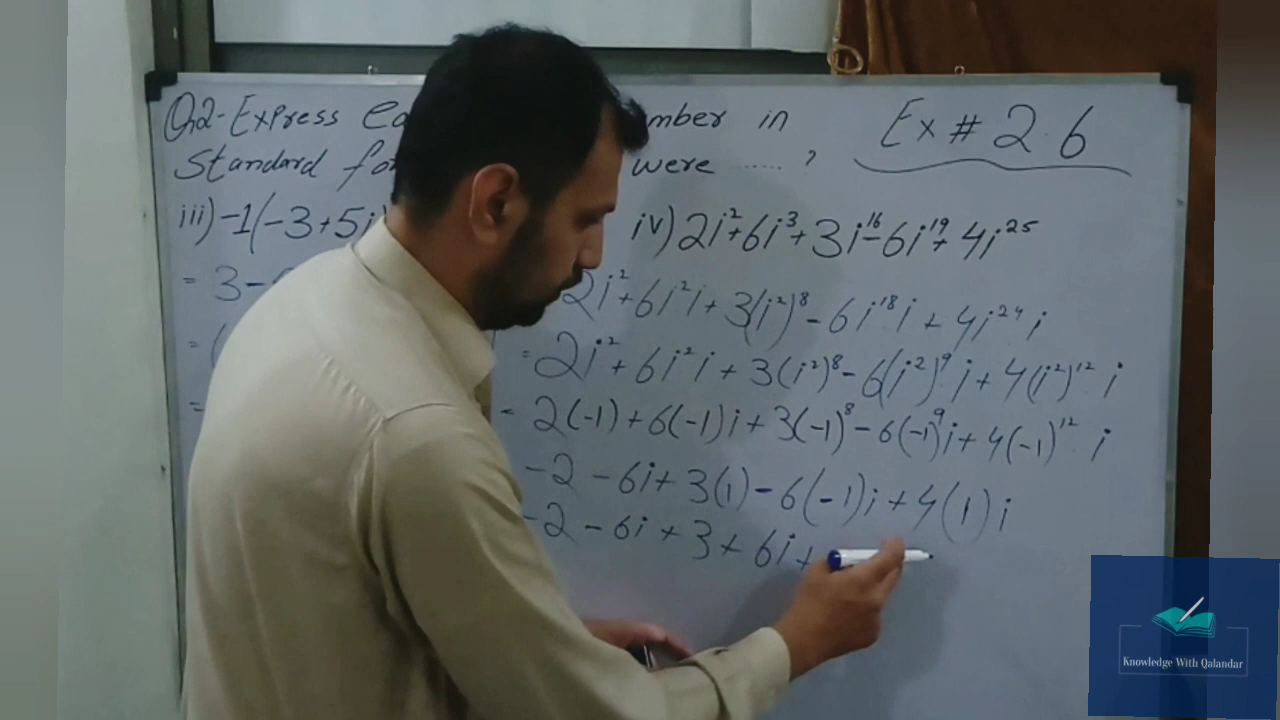 Q.2- Express
mber in
Standard for
were ...... ,
Ex # 2.6
iii) -1(-3+5i
= 3-
=
=
iv) 2i²+6i³+3i¹⁶-6i¹⁹+4i²⁵
2i²+6i²i+3(i²)⁸-6i¹⁸i+4i²⁴i
= 2i²+6i²i+3(i²)⁸-6(i²)⁹i+4(i²)¹²i
= 2(-1)+6(-1)i+3(-1)⁸-6(-1)⁹i+4(-1)¹²i
-2-6i+3(1)-6(-1)i+4(1)i
-2-6i+3+6i+
Knowledge With Qalandar